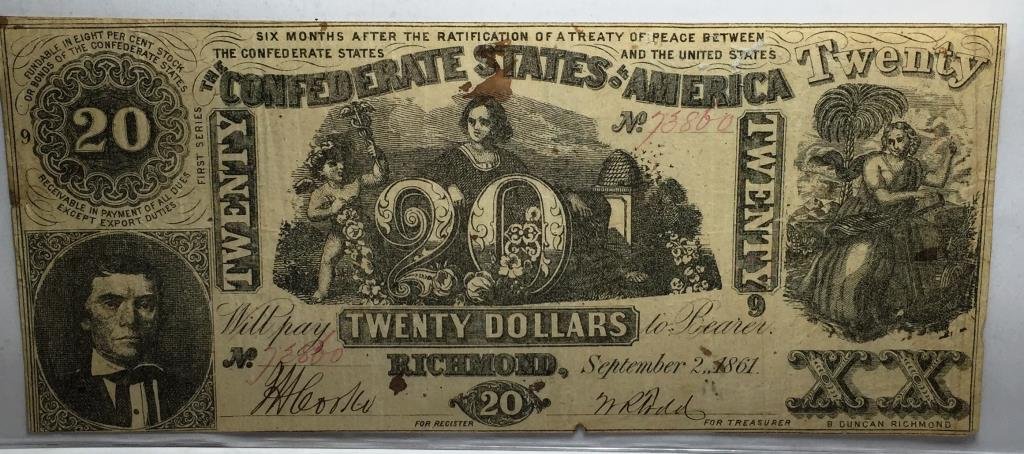 SIX MONTHS AFTER THE RATIFICATION OF A TREATY OF PEACE BETWEEN
THE CONFEDERATE STATES AND THE UNITED STATES
THE CONFEDERATE STATES OF AMERICA
Twenty
FUNDABLE IN EIGHT PER CENT STOCK
OR BONDS OF THE CONFEDERATE STATES
20
9
FIRST SERIES
RECEIVABLE IN PAYMENT OF ALL DUES
EXCEPT EXPORT DUTIES
TWENTY
No. 73860
20
TWENTY
9
Will pay TWENTY DOLLARS to Bearer.
No. 73860
RICHMOND, September 2, 1861.
XX
20
FOR REGISTER
FOR TREASURER
B DUNCAN RICHMOND